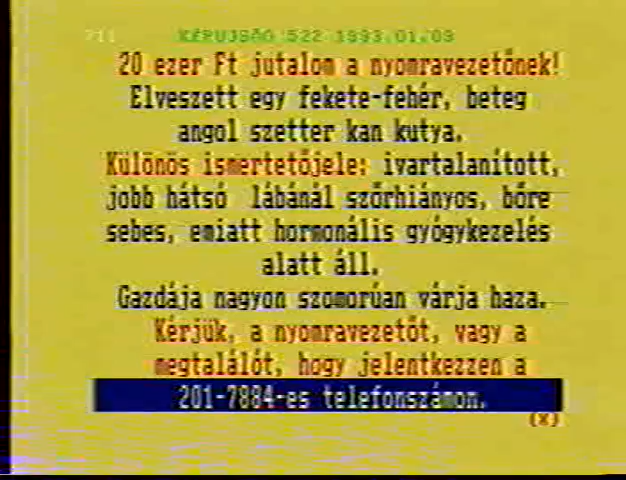 711 KÉPUJSÁG 522 1993.01.09
20 ezer Ft jutalom a nyomravezetőnek!
Elveszett egy fekete-fehér, beteg
angol szetter kan kutya.
Különös ismertetőjele: ivartalanított,
jobb hátsó lábánál szőrhiányos, bőre
sebes, emiatt hormonális gyógykezelés
alatt áll.
Gazdája nagyon szomorúan várja haza.
Kérjük, a nyomravezetőt, vagy a
megtalálót, hogy jelentkezzen a
201-7884-es telefonszámon.
(x)